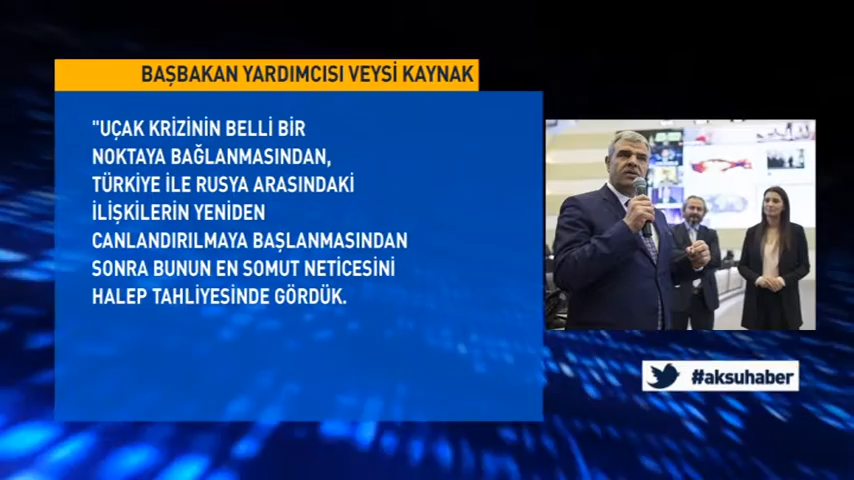 BAŞBAKAN YARDIMCISI VEYSİ KAYNAK
"UÇAK KRİZİNİN BELLİ BİR
NOKTAYA BAĞLANMASINDAN,
TÜRKİYE İLE RUSYA ARASINDAKİ
İLİŞKİLERİN YENİDEN
CANLANDIRILMAYA BAŞLANMASINDAN
SONRA BUNUN EN SOMUT NETİCESİNİ
HALEP TAHLİYESİNDE GÖRDÜK.
#aksuhaber